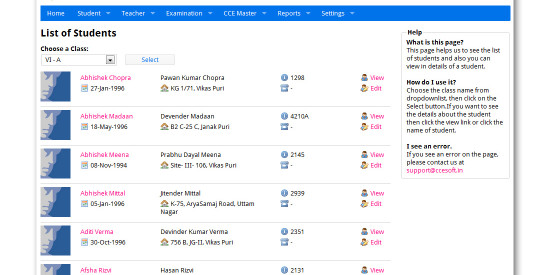 Home Student Teacher Examination CCE Master Reports Settings
List of Students
Choose a Class:
VI - A Select
Abhishek Chopra Pawan Kumar Chopra 1298 View
27-Jan-1996 KG 1/71, Vikas Puri - Edit
Abhishek Madaan Devender Madaan 4210A View
18-May-1996 B2 C-25 C, Janak Puri - Edit
Abhishek Meena Prabhu Dayal Meena 2145 View
08-Nov-1994 Site- III- 106, Vikas Puri - Edit
Abhishek Mittal Jitender Mittal 2939 View
05-Jan-1996 K-75, AryaSamaj Road, Uttam - Edit
Nagar
Aditi Verma Devinder Kumar Verma 2351 View
30-Oct-1996 756 B, JG-II, Vikas Puri - Edit
Afsha Rizvi Hasan Rizvi 2131 View
Help
What is this page?
This page helps us to see the list
of students and also you can
view in details of a student.
How do I use it?
Choose the class name from
dropdownlist, then click on the
Select button.If you want to see
the details about the student
then click the view link or click the
name of student.
I see an error.
If you see an error on the page,
please contact us at
support@ccesoft.in